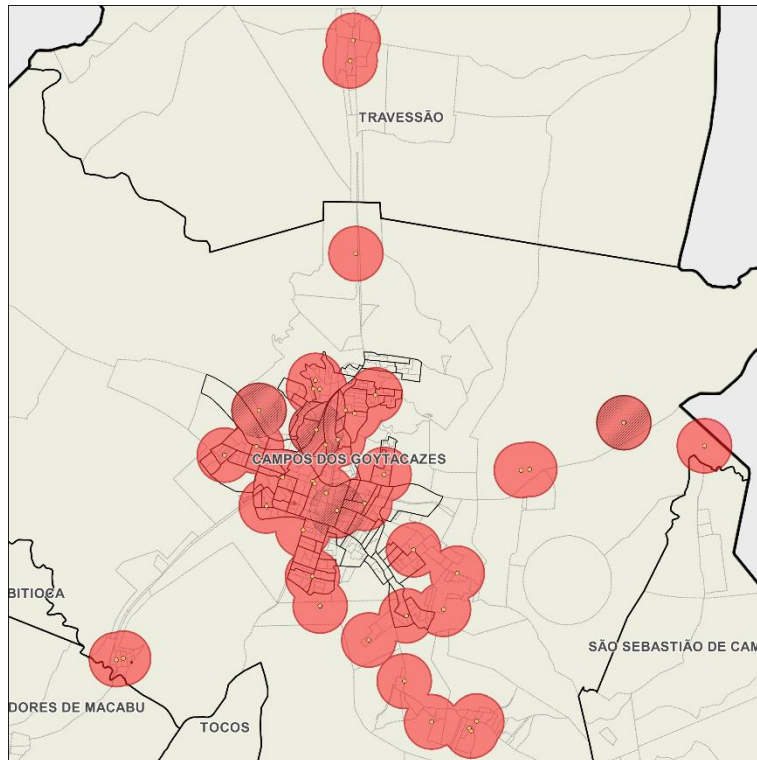 TRAVESSÃO
CAMPOS DOS GOYTACAZES
BITIOCA
SÃO SEBASTIÃO DE CAM
DORES DE MACABU
TOCOS